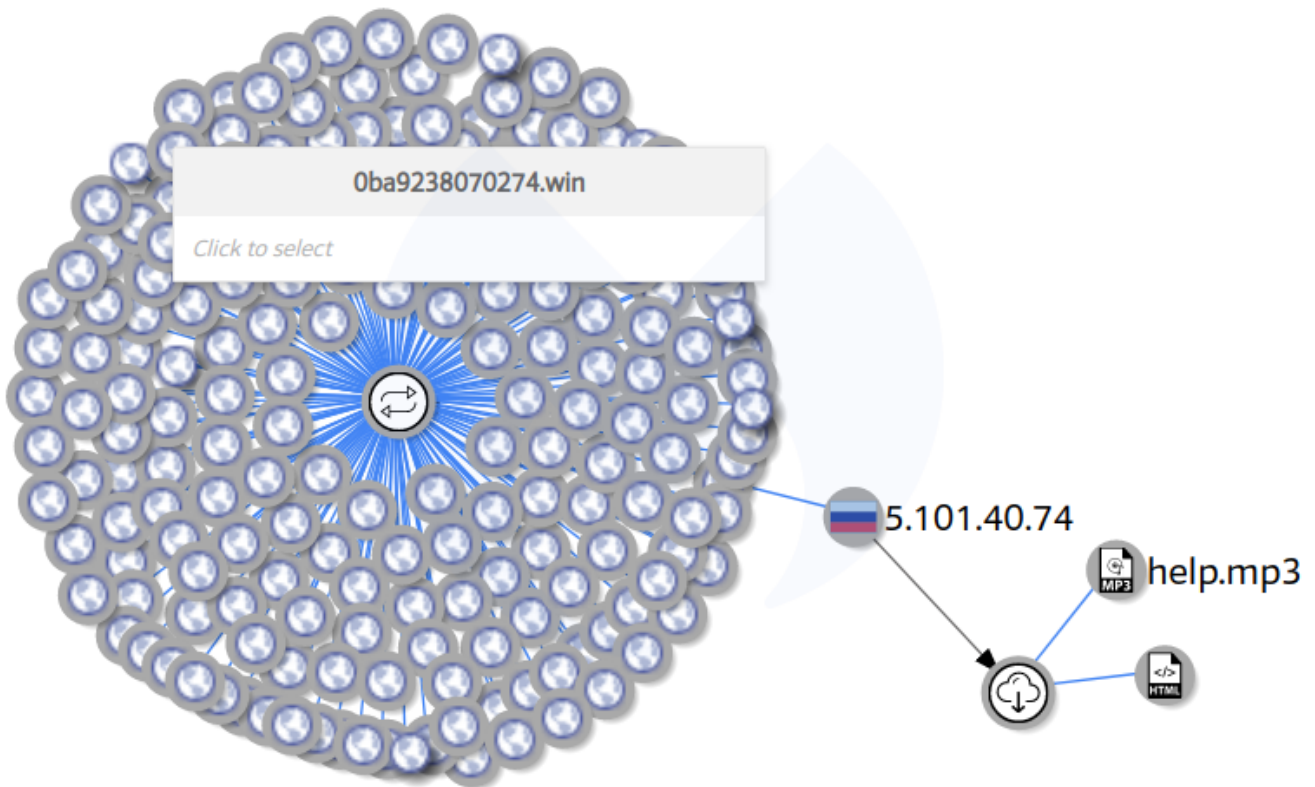 0ba9238070274.win
Click to select
5.101.40.74
help.mp3
MP3
</>
HTML